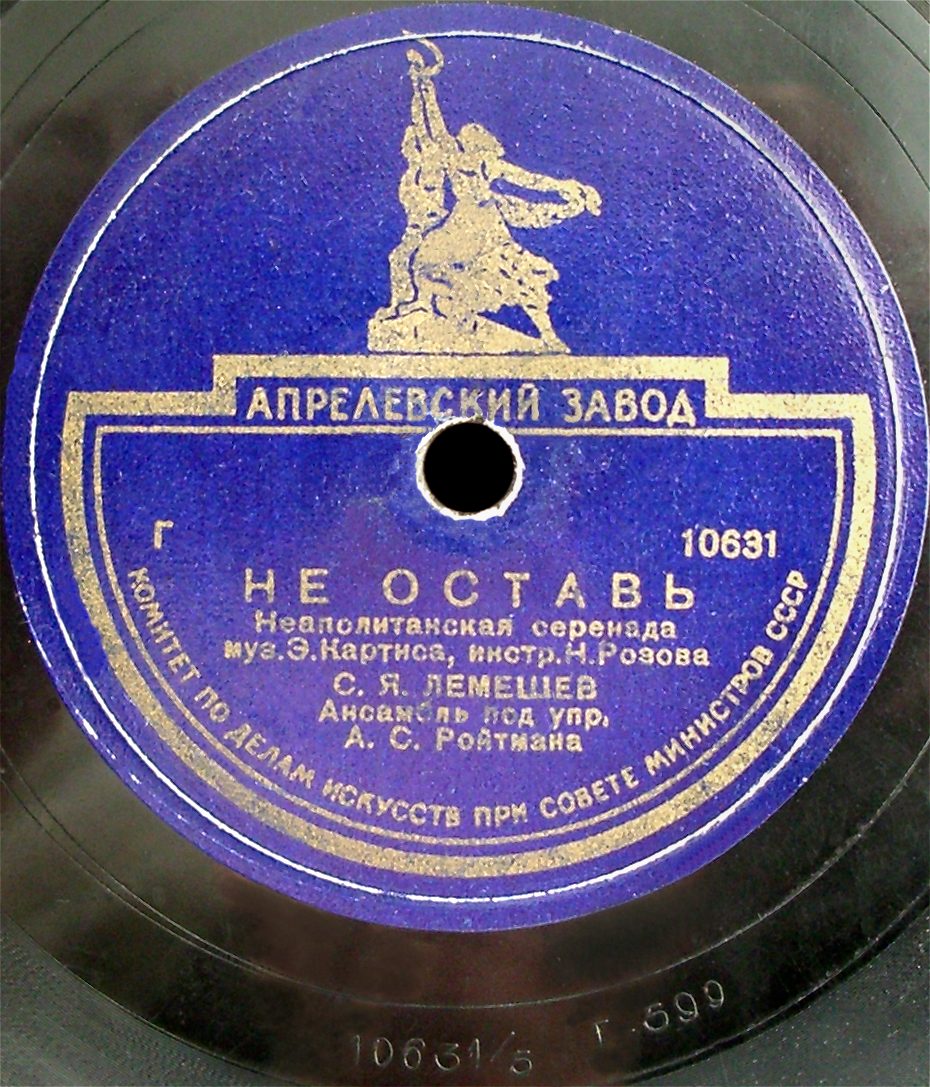 АПРЕЛЕВСКИЙ ЗАВОД
Г 10631
НЕ ОСТАВЬ
Неаполитанская серенада
муз.Э.Картиса, инстр.Н.Розова
С. Я. ЛЕМЕШЕВ
Ансамбль под упр.
А. С. Ройтмана
КОМИТЕТ ПО ДЕЛАМ ИСКУССТВ ПРИ СОВЕТЕ МИНИСТРОВ СССР
10631/5 Г.599